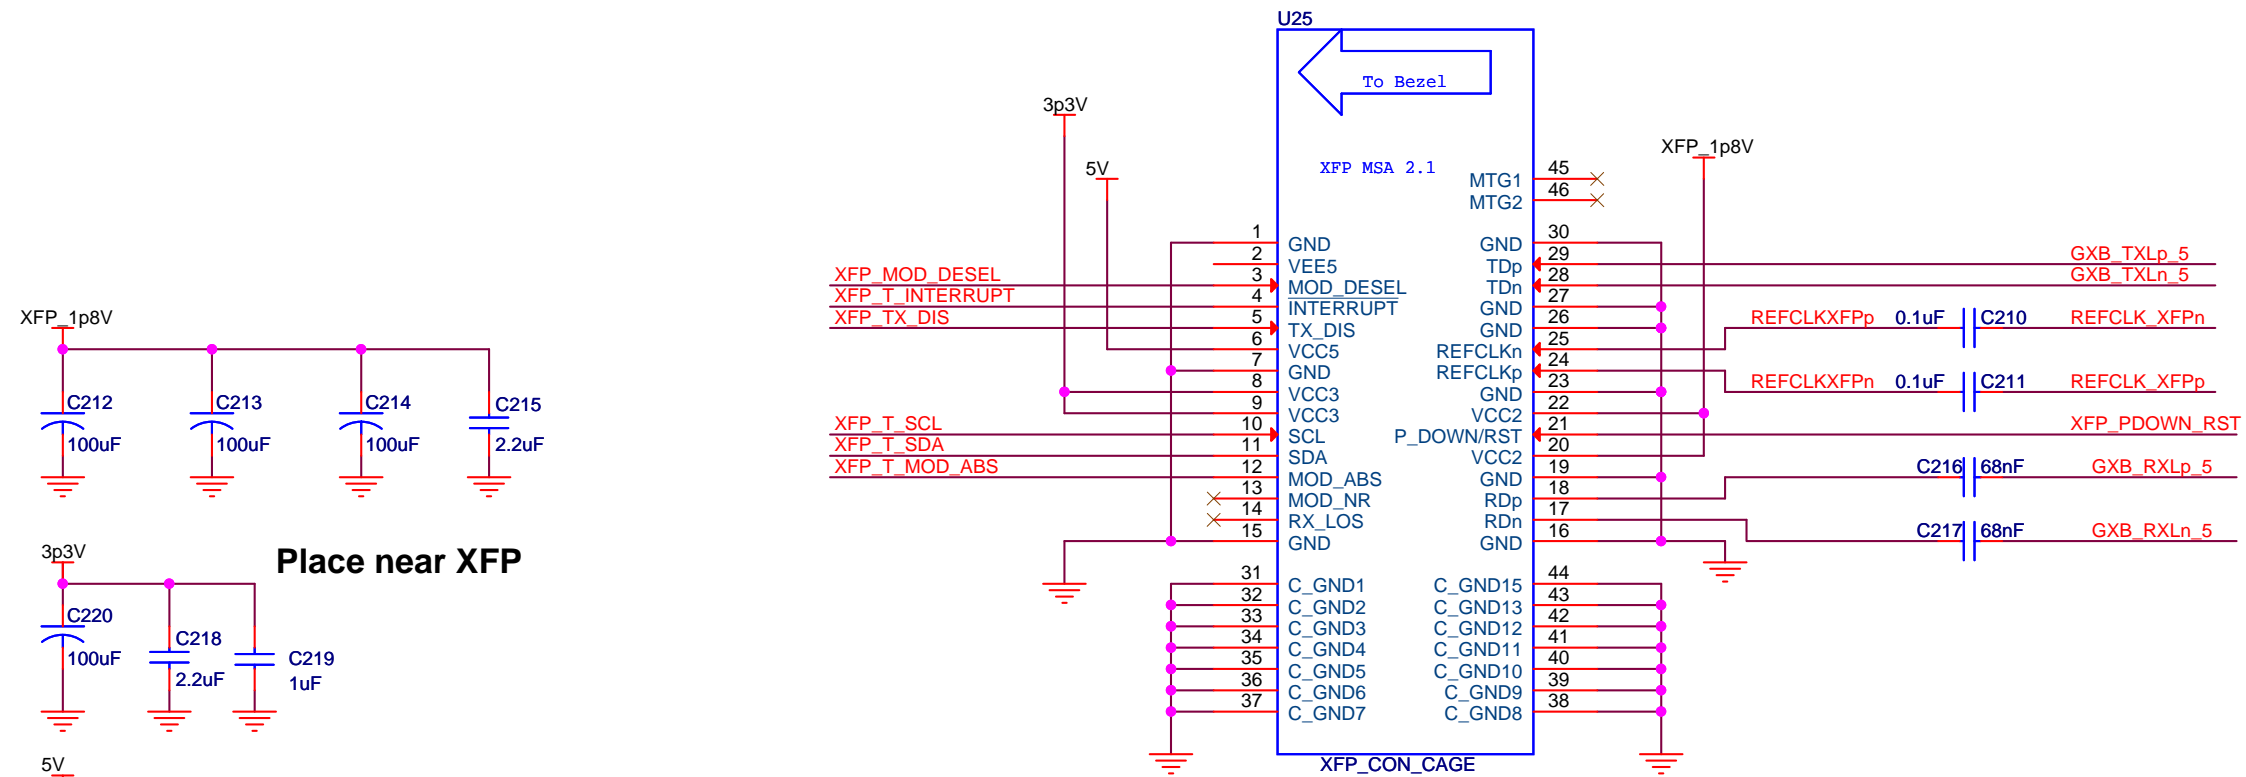 U25
To Bezel
XFP MSA 2.1
3p3V
5V
XFP_1p8V
MTG1 45
MTG2 46
1 GND
2 VEE5
XFP_MOD_DESEL 3 MOD_DESEL
XFP_T_INTERRUPT 4 INTERRUPT
XFP_TX_DIS 5 TX_DIS
6 VCC5
7 GND
8 VCC3
9 VCC3
XFP_T_SCL 10 SCL
XFP_T_SDA 11 SDA
XFP_T_MOD_ABS 12 MOD_ABS
13 MOD_NR
14 RX_LOS
15 GND
31 C_GND1
32 C_GND2
33 C_GND3
34 C_GND4
35 C_GND5
36 C_GND6
37 C_GND7
GND 30
TDp 29 GXB_TXLp_5
TDn 28 GXB_TXLn_5
GND 27
GND 26
REFCLKn 25 REFCLKXFPp 0.1uF C210 REFCLK_XFPn
REFCLKp 24 REFCLKXFPn 0.1uF C211 REFCLK_XFPp
GND 23
VCC2 22
P_DOWN/RST 21 XFP_PDOWN_RST
VCC2 20
GND 19
RDp 18 C216 68nF GXB_RXLp_5
RDn 17 C217 68nF GXB_RXLn_5
GND 16
C_GND15 44
C_GND13 43
C_GND12 42
C_GND11 41
C_GND10 40
C_GND9 39
C_GND8 38
XFP_CON_CAGE
XFP_1p8V
C212 100uF
C213 100uF
C214 100uF
C215 2.2uF
3p3V
Place near XFP
C220 100uF
C218 2.2uF
C219 1uF
5V